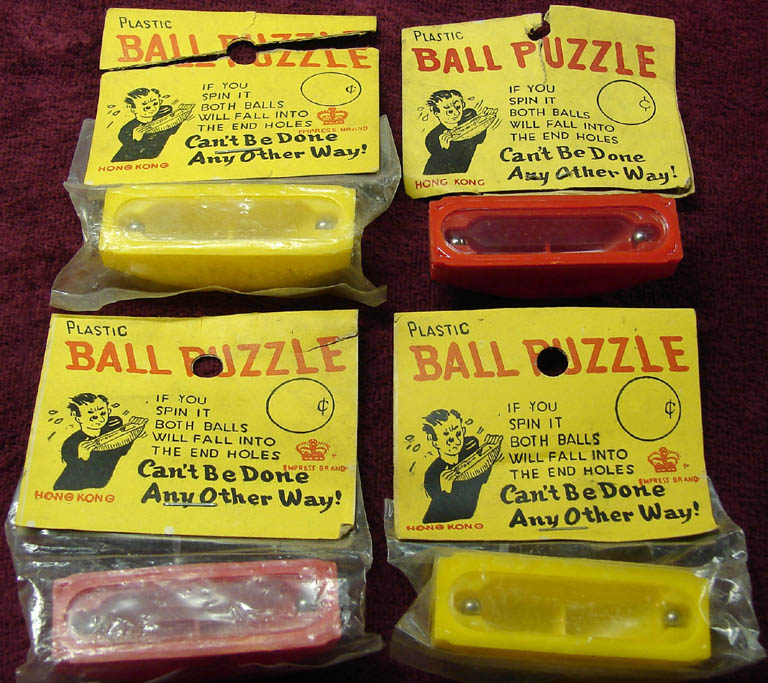 PLASTIC
BALL PUZZLE
IF YOU
SPIN IT
BOTH BALLS
WILL FALL INTO
THE END HOLES
¢
EMPRESS BRAND
Can't Be Done
Any Other Way!
HONG KONG
PLASTIC
BALL PUZZLE
IF YOU
SPIN IT
BOTH BALLS
WILL FALL INTO
THE END HOLES
¢
Can't Be Done
Any Other Way!
HONG KONG
PLASTIC
BALL PUZZLE
IF YOU
SPIN IT
BOTH BALLS
WILL FALL INTO
THE END HOLES
¢
EMPRESS BRAND
Can't Be Done
Any Other Way!
HONG KONG
PLASTIC
BALL PUZZLE
IF YOU
SPIN IT
BOTH BALLS
WILL FALL INTO
THE END HOLES
¢
EMPRESS BRAND
Can't Be Done
Any Other Way!
HONG KONG